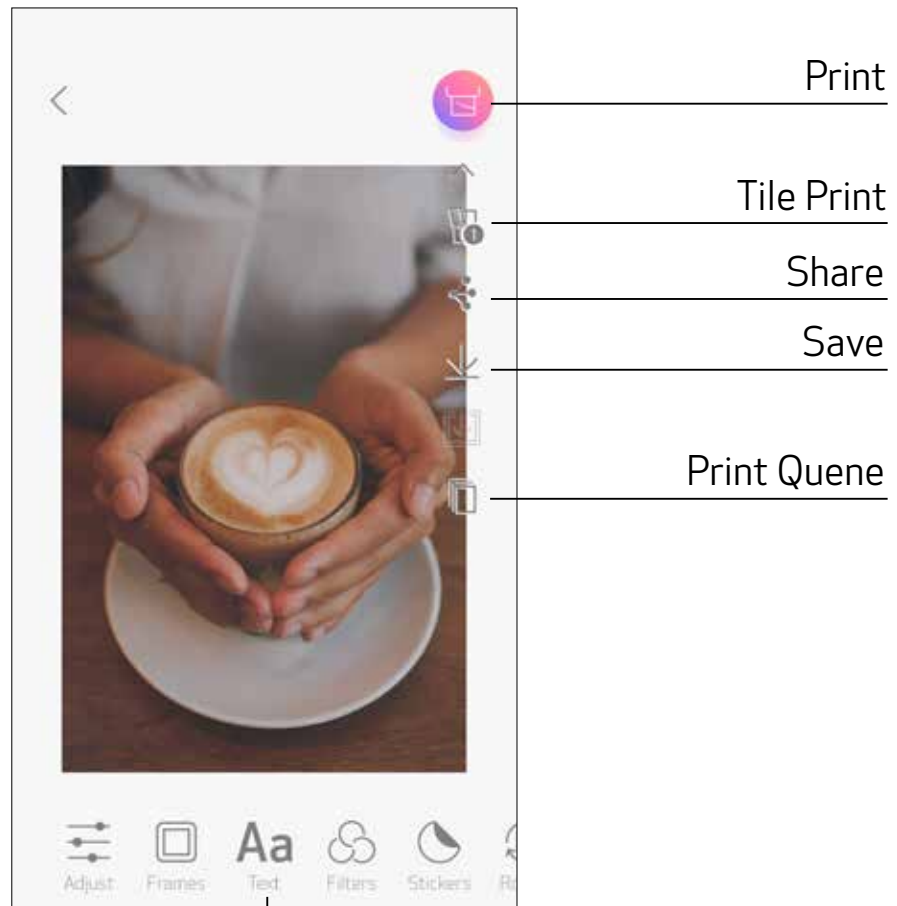 Print
Tile Print
Share
Save
Print Quene
Aa
Adjust Frames Text Filters Stickers